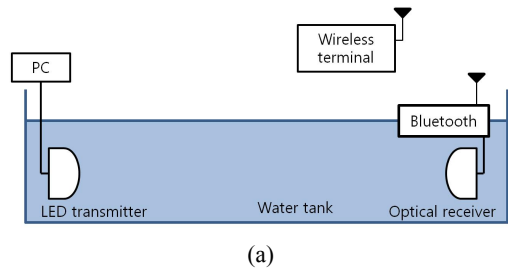 Wireless
terminal
PC
Bluetooth
LED transmitter
Water tank
Optical receiver
(a)